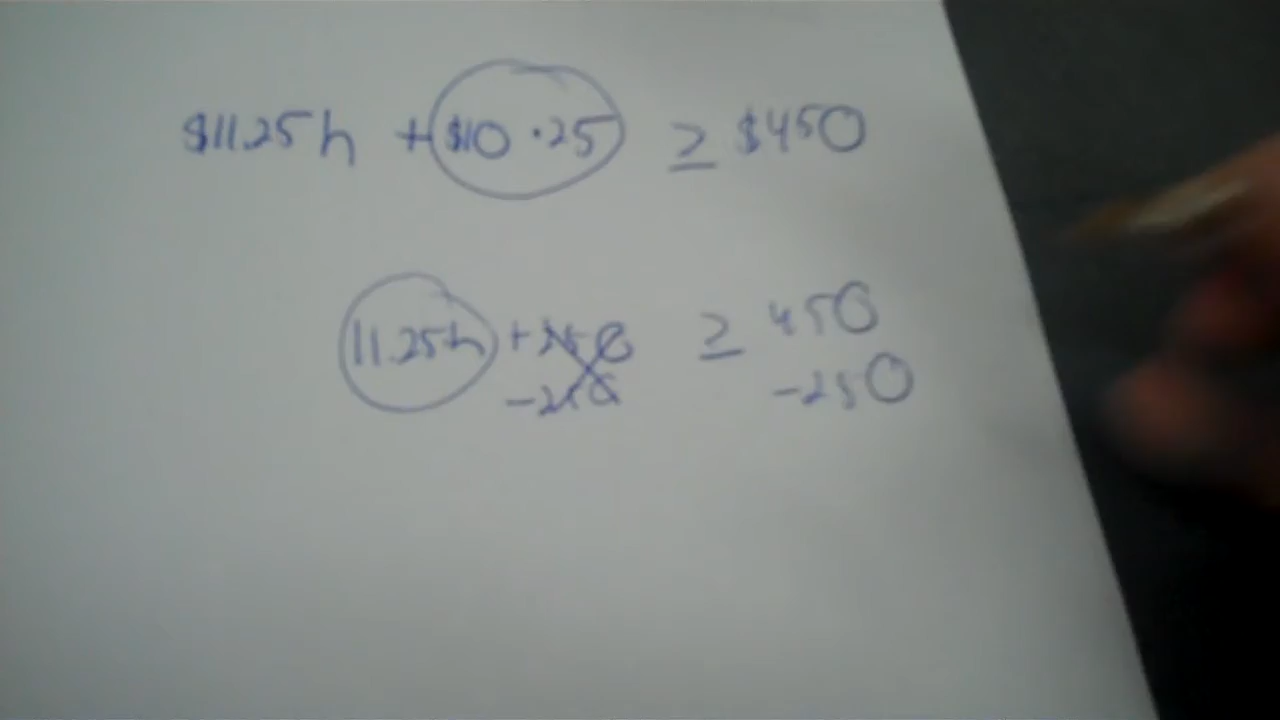 $11.25h + $10 · 25 ≥ $450
11.25h + 250 ≥ 450
- 250 - 250